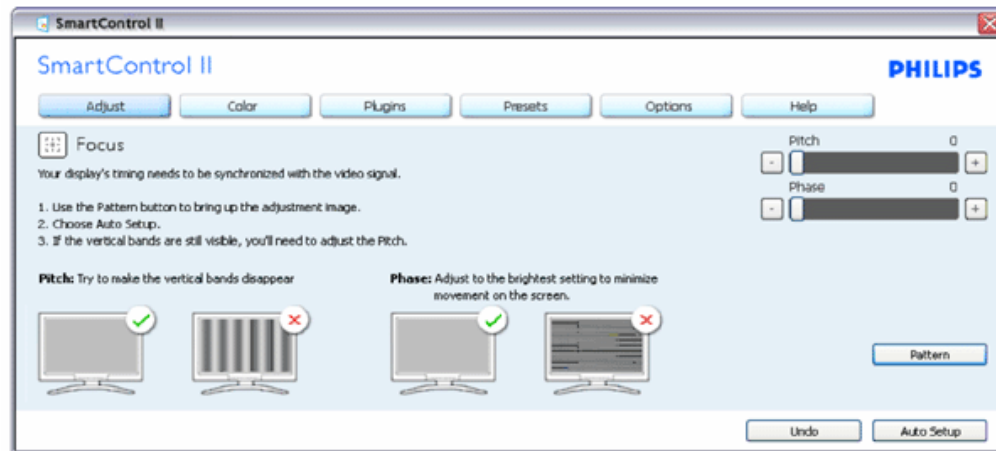 SmartControl II
SmartControl II
PHILIPS
Adjust Color Plugins Presets Options Help
Focus
Your display's timing needs to be synchronized with the video signal.
1. Use the Pattern button to bring up the adjustment image.
2. Choose Auto Setup.
3. If the vertical bands are still visible, you'll need to adjust the Pitch.
Pitch 0
- +
Phase 0
- +
Pitch: Try to make the vertical bands disappear
Phase: Adjust to the brightest setting to minimize
movement on the screen.
Pattern
Undo Auto Setup